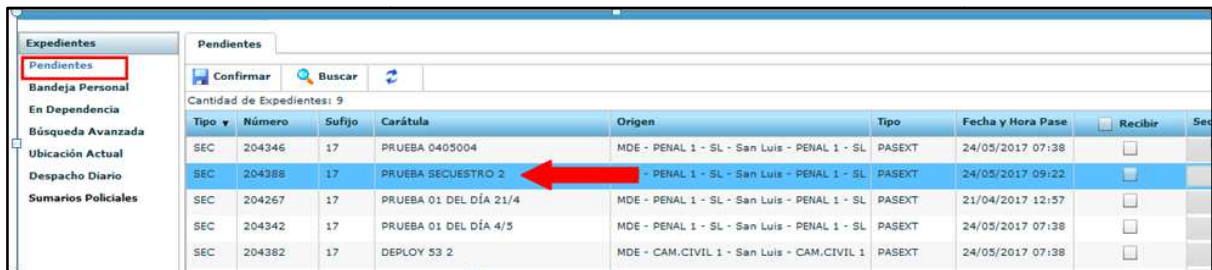 Expedientes
Pendientes
Bandeja Personal
En Dependencia
Búsqueda Avanzada
Ubicación Actual
Despacho Diario
Sumarios Policiales
Pendientes
Confirmar Buscar
Cantidad de Expedientes: 9
Tipo Número Sufijo Carátula Origen Tipo Fecha y Hora Pase Recibir Sec
SEC 204346 17 PRUEBA 0405004 MDE - PENAL 1 - SL - San Luis - PENAL 1 - SL PASEXT 24/05/2017 07:38
SEC 204388 17 PRUEBA SECUESTRO 2 - PENAL 1 - SL - San Luis - PENAL 1 - SL PASEXT 24/05/2017 09:22
SEC 204267 17 PRUEBA 01 DEL DÍA 21/4 MDE - PENAL 1 - SL - San Luis - PENAL 1 - SL PASEXT 21/04/2017 12:57
SEC 204342 17 PRUEBA 01 DEL DÍA 4/5 MDE - PENAL 1 - SL - San Luis - PENAL 1 - SL PASEXT 24/05/2017 07:38
SEC 204382 17 DEPLOY 53 2 MDE - CAM.CIVIL 1 - San Luis - CAM.CIVIL 1 PASEXT 24/05/2017 07:38